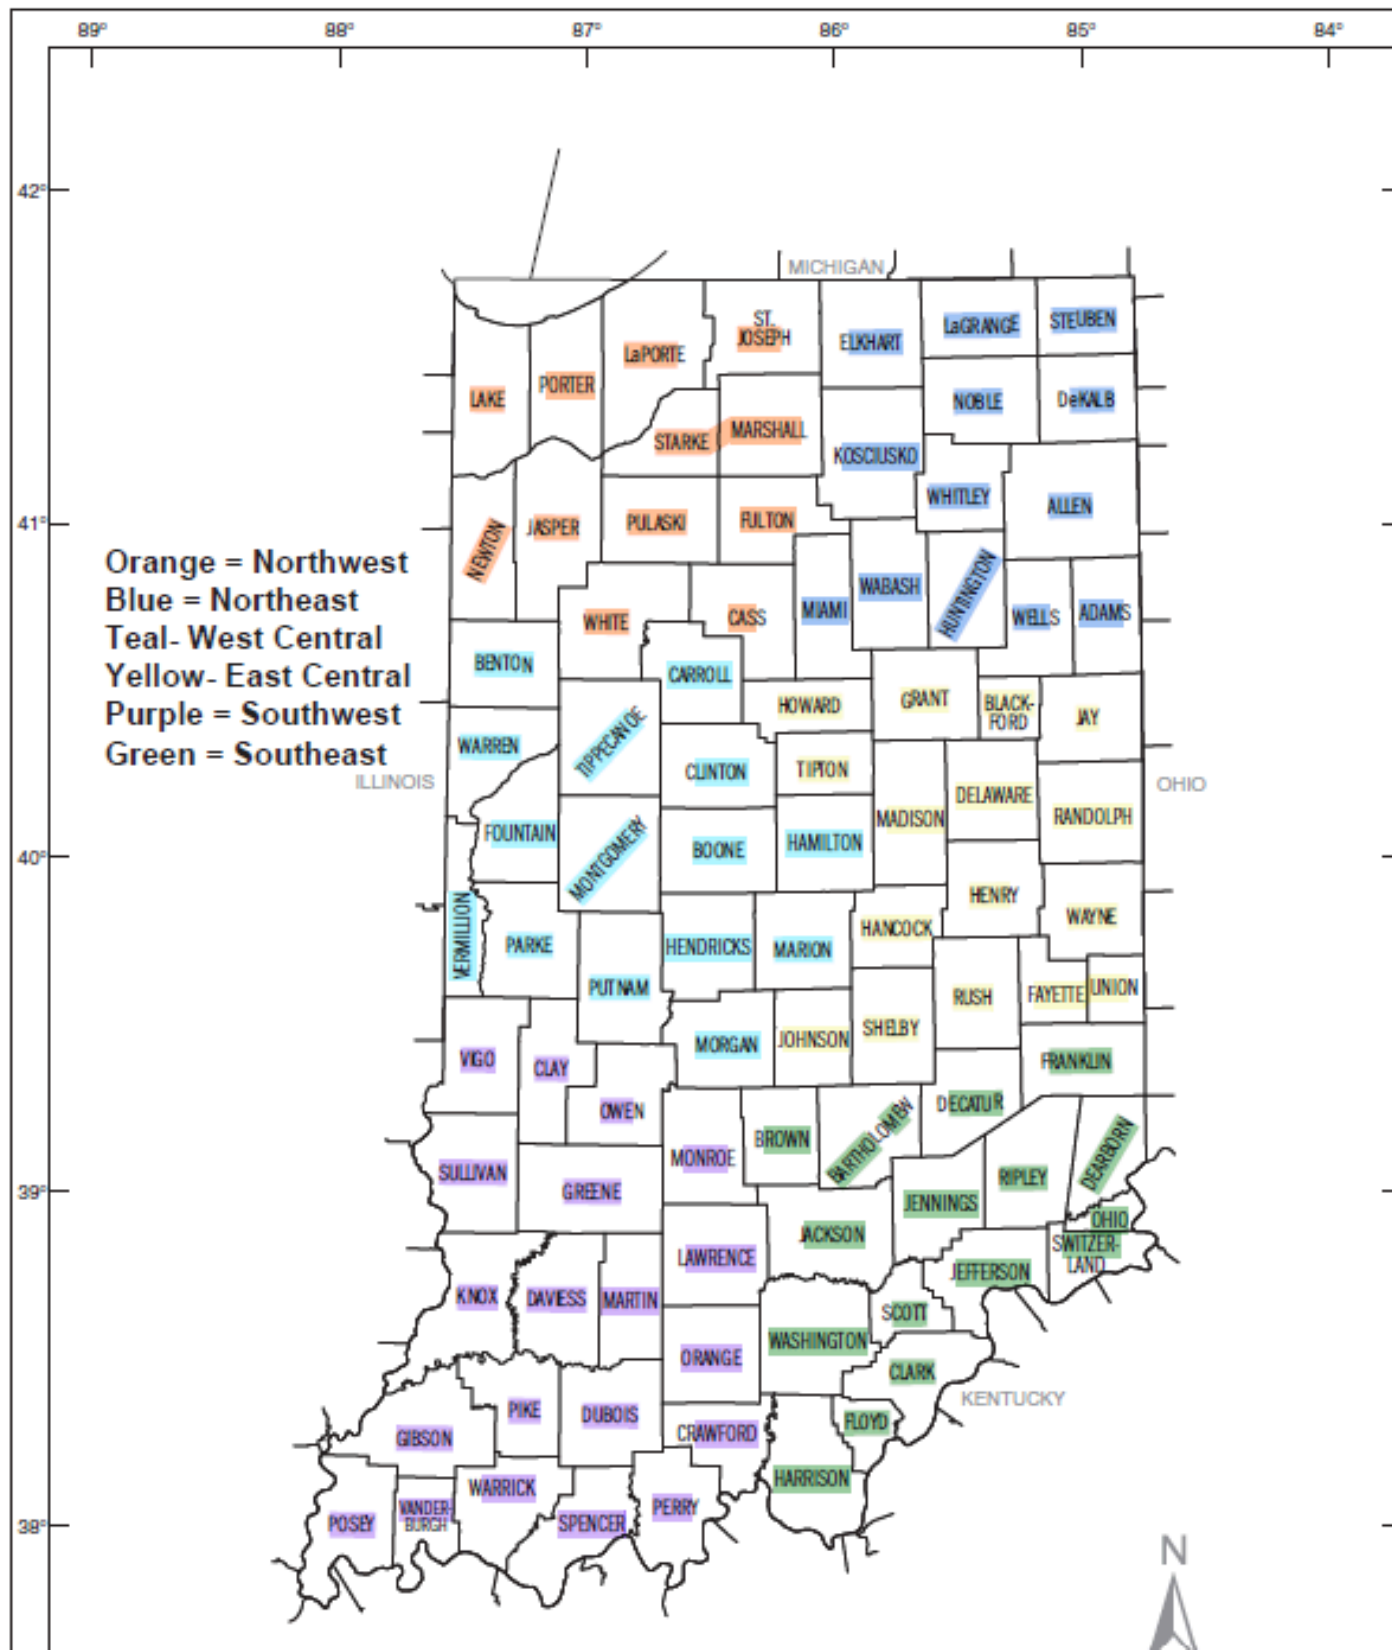 89° 88° 87° 86° 85° 84°
42°
MICHIGAN
ST.
JOSEPH
LaPORTE
ELKHART
LaGRANGE
STEUBEN
LAKE
PORTER
NOBLE
DeKALB
STARKE
MARSHALL
KOSCIUSKO
WHITLEY
ALLEN
41°
NEWTON
JASPER
PULASKI
FULTON
Orange = Northwest
Blue = Northeast
Teal- West Central
Yellow- East Central
Purple = Southwest
Green = Southeast
WHITE
CASS
MIAMI
WABASH
HUNTINGTON
WELLS
ADAMS
BENTON
CARROLL
HOWARD
GRANT
BLACK-
FORD
JAY
WARREN
TIPPECANOE
CLINTON
TIPTON
ILLINOIS
OHIO
DELAWARE
MADISON
RANDOLPH
FOUNTAIN
MONTGOMERY
BOONE
HAMILTON
40°
HENRY
WAYNE
VERMILLION
PARKE
HENDRICKS
MARION
HANCOCK
PUTNAM
RUSH
FAYETTE
UNION
MORGAN
JOHNSON
SHELBY
VIGO
CLAY
FRANKLIN
OWEN
DECATUR
BROWN
BARTHOLOMEW
DEARBORN
MONROE
SULLIVAN
GREENE
RIPLEY
39°
JENNINGS
JACKSON
OHIO
SWITZER-
LAND
LAWRENCE
JEFFERSON
KNOX
DAVIESS
MARTIN
SCOTT
WASHINGTON
ORANGE
CLARK
KENTUCKY
PIKE
DUBOIS
FLOYD
GIBSON
CRAWFORD
HARRISON
WARRICK
PERRY
38°
POSEY
VANDER-
BURGH
SPENCER
N